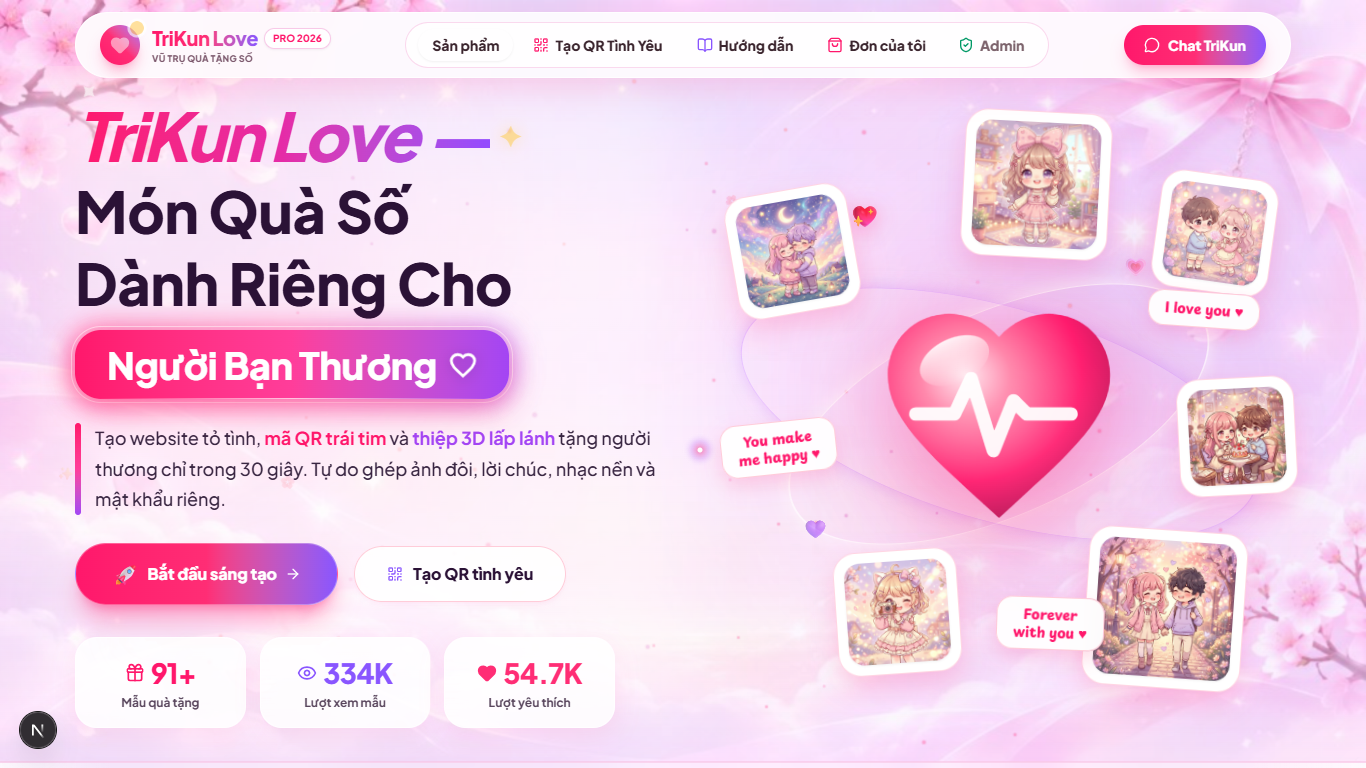 TriKun Love PRO 2026
VŨ TRỤ QUÀ TẶNG SỐ
Sản phẩm
Tạo QR Tình Yêu
Hướng dẫn
Đơn của tôi
Admin
Chat TriKun
TriKun Love —
Món Quà Số
Dành Riêng Cho
Người Bạn Thương
Tạo website tỏ tình, mã QR trái tim và thiệp 3D lấp lánh tặng người
thương chỉ trong 30 giây. Tự do ghép ảnh đôi, lời chúc, nhạc nền và
mật khẩu riêng.
Bắt đầu sáng tạo →
Tạo QR tình yêu
91+
Mẫu quà tặng
334K
Lượt xem mẫu
54.7K
Lượt yêu thích
I love you ♥
You make
me happy ♥
Forever
with you ♥
N